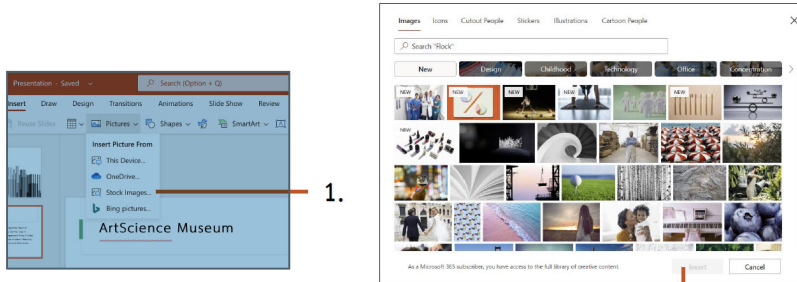 Presentation - Saved
Search (Option + Q)
Insert Draw Design Transitions Animations Slide Show Review
Reuse Slides Pictures Shapes SmartArt
Insert Picture From
This Device...
OneDrive...
Stock Images...
Bing pictures...
ArtScience Museum
1.
Images Icons Cutout People Stickers Illustrations Cartoon People
Search "Flock"
New Design Childhood Technology Office Concentration
NEW NEW NEW NEW NEW
NEW
As a Microsoft 365 subscriber, you have access to the full library of creative content.
Insert Cancel